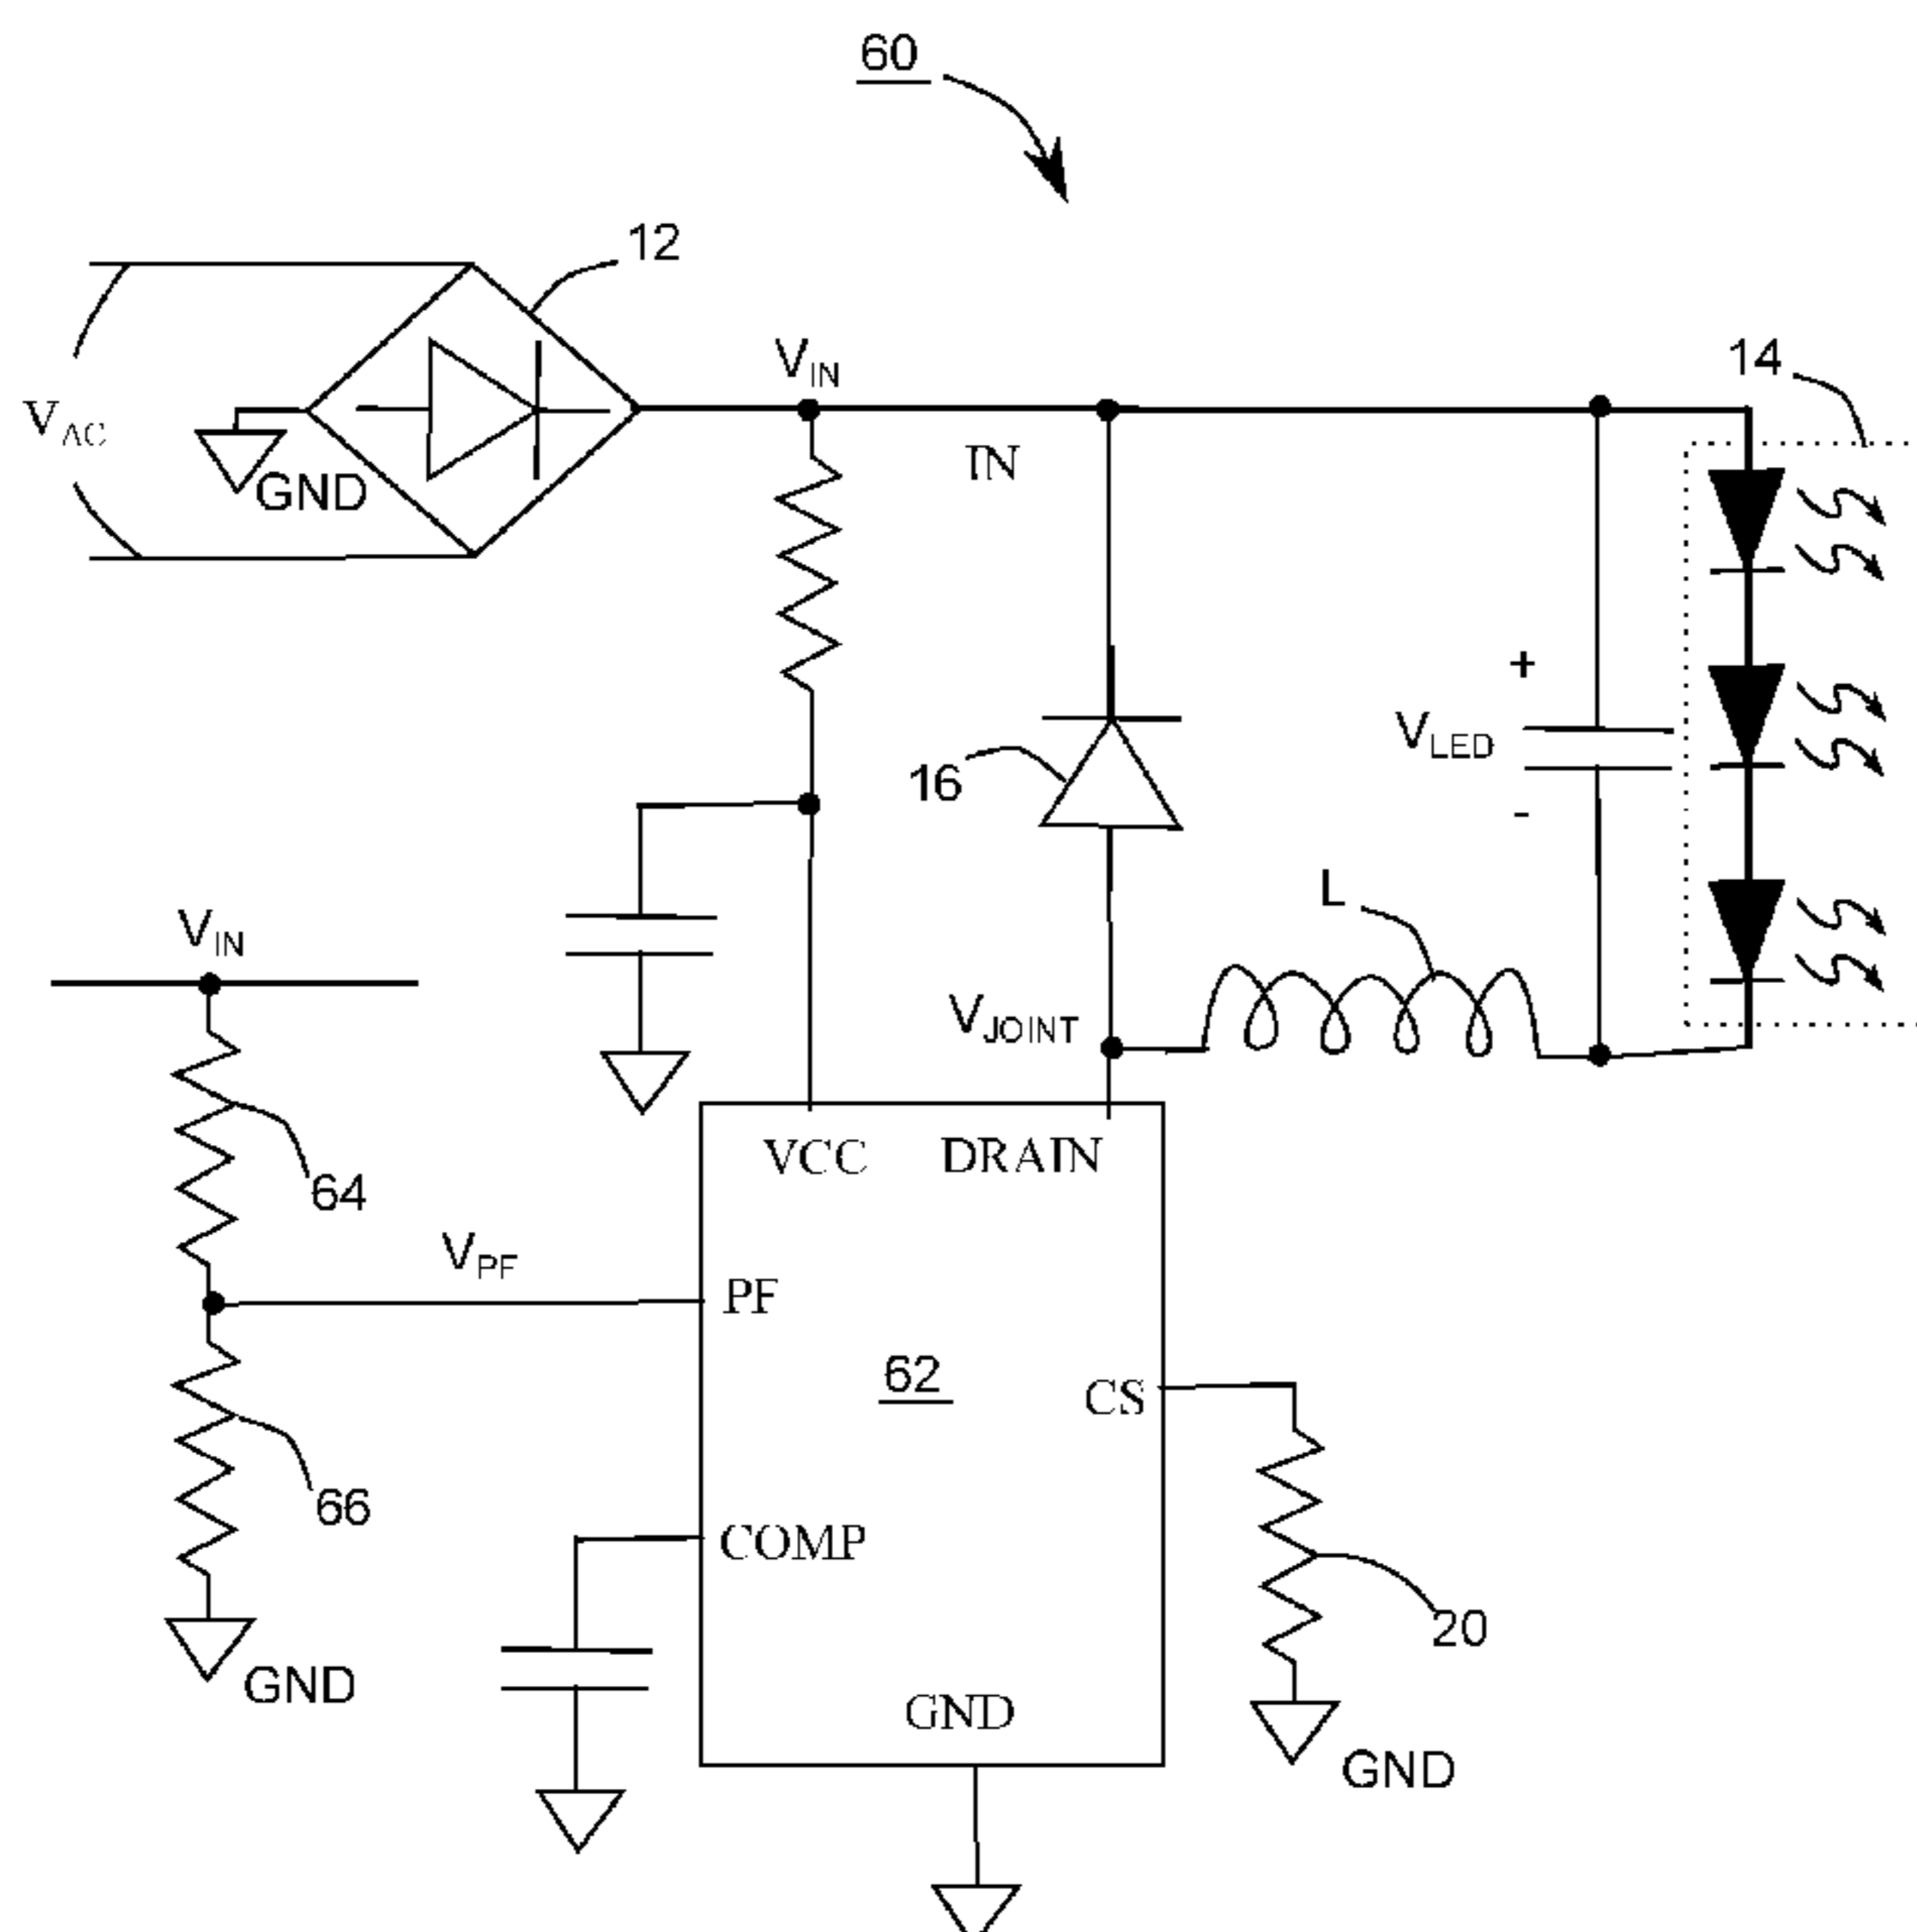 60
12
V_IN
14
V_AC
IN
GND
+
V_LED
16
-
L
V_IN
V_JOINT
VCC DRAIN
64
V_PF
PF
62
CS
66
COMP
20
GND
GND
GND